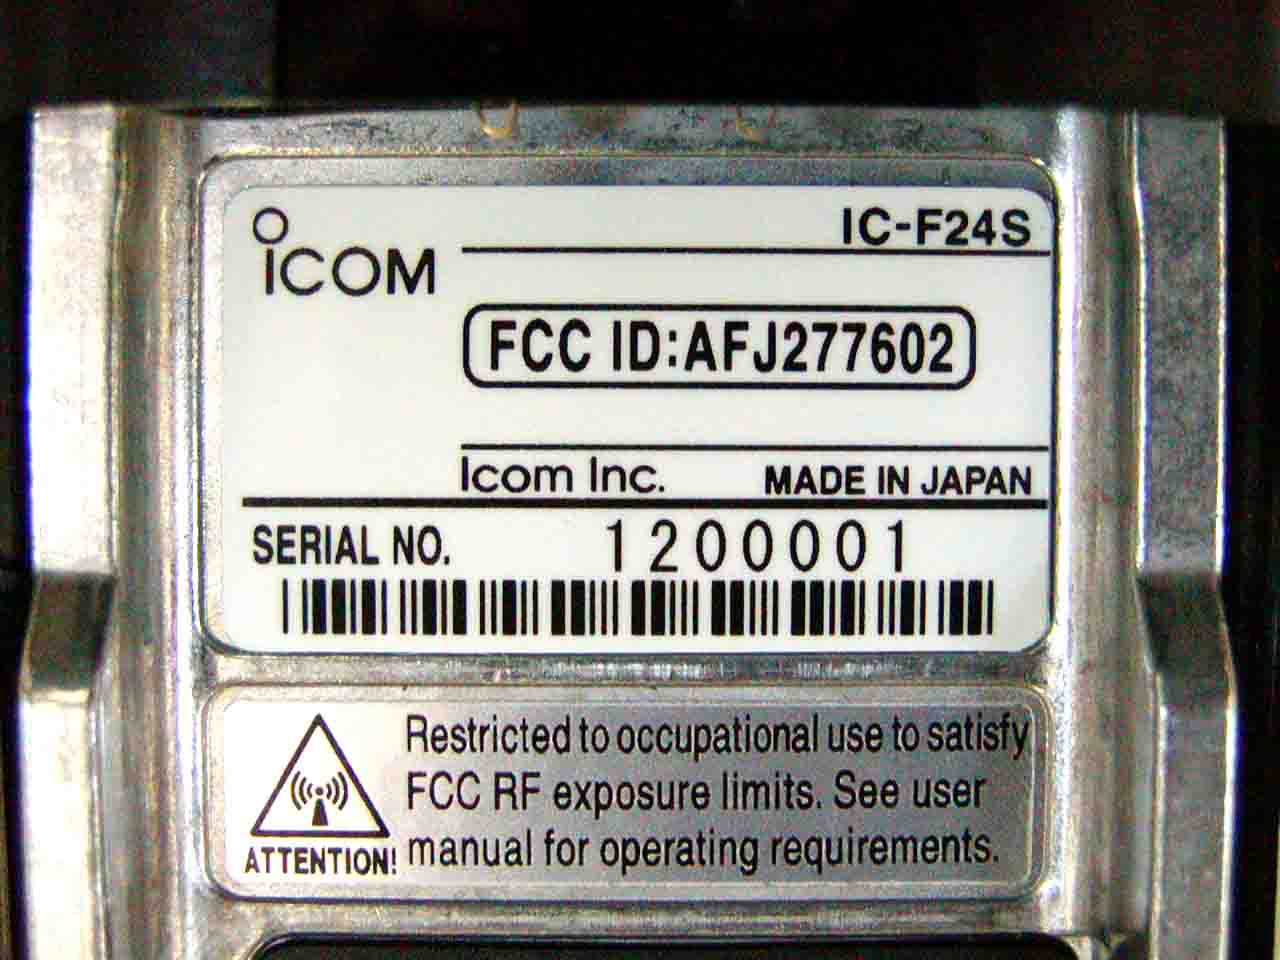 IC-F24S
iCOM
FCC ID:AFJ277602
Icom Inc. MADE IN JAPAN
SERIAL NO. 1200001
Restricted to occupational use to satisfy
FCC RF exposure limits. See user
manual for operating requirements.
ATTENTION!